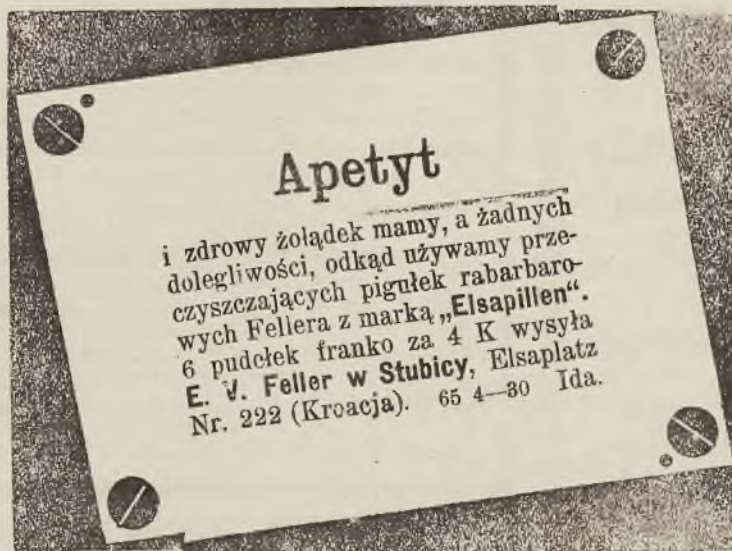 Apetyt
i zdrowy żołądek mamy, a żadnych
dolegliwości, odkąd używamy prze-
czyszczających pigułek rabarbaro-
wych Fellera z marką „Elsapillen“.
6 pudełek franko za 4 K wysyła
E. V. Feller w Stubicy, Elsaplatz
Nr. 222 (Kroacja). 65 4—30 Ida.